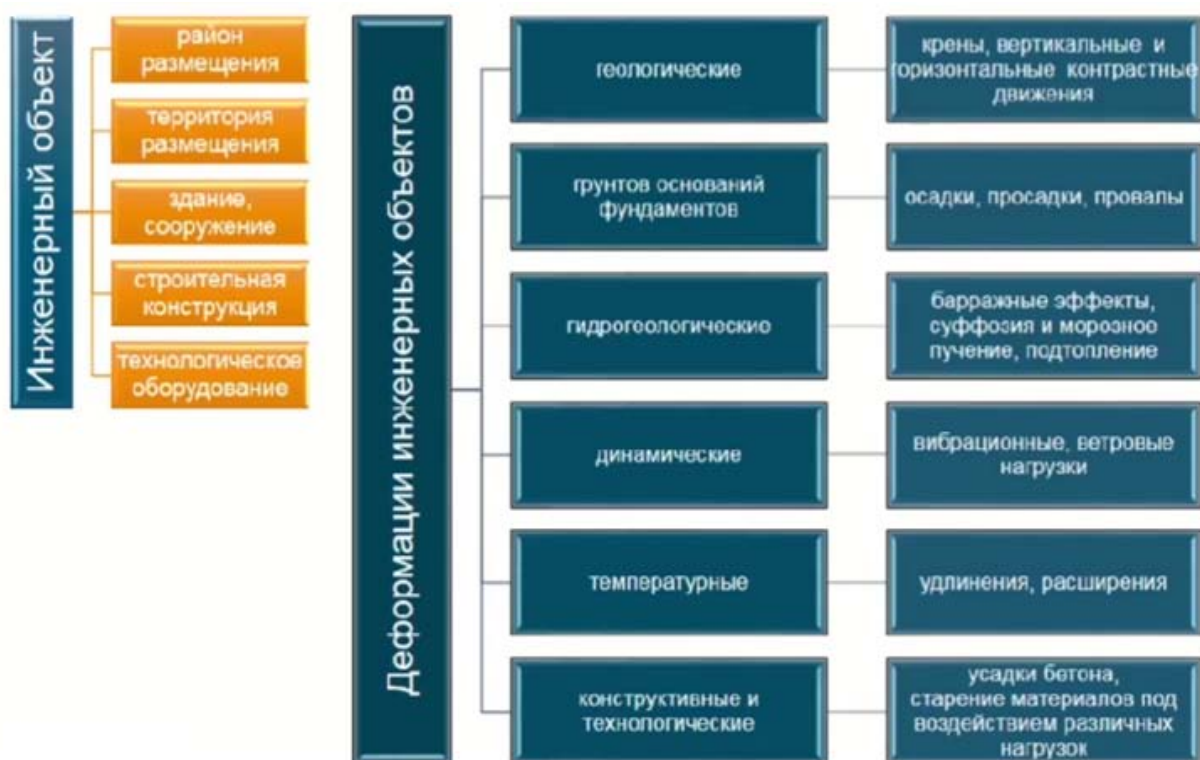 Инженерный объект
район
размещения
территория
размещения
здание,
сооружение
строительная
конструкция
технологическое
оборудование
Деформации инженерных объектов
геологические
крены, вертикальные и
горизонтальные контрастные
движения
грунтов оснований
фундаментов
осадки, просадки, провалы
гидрогеологические
барражные эффекты,
суффозия и морозное
пучение, подтопление
динамические
вибрационные, ветровые
нагрузки
температурные
удлинения, расширения
конструктивные и
технологические
усадки бетона,
старение материалов под
воздействием различных
нагрузок